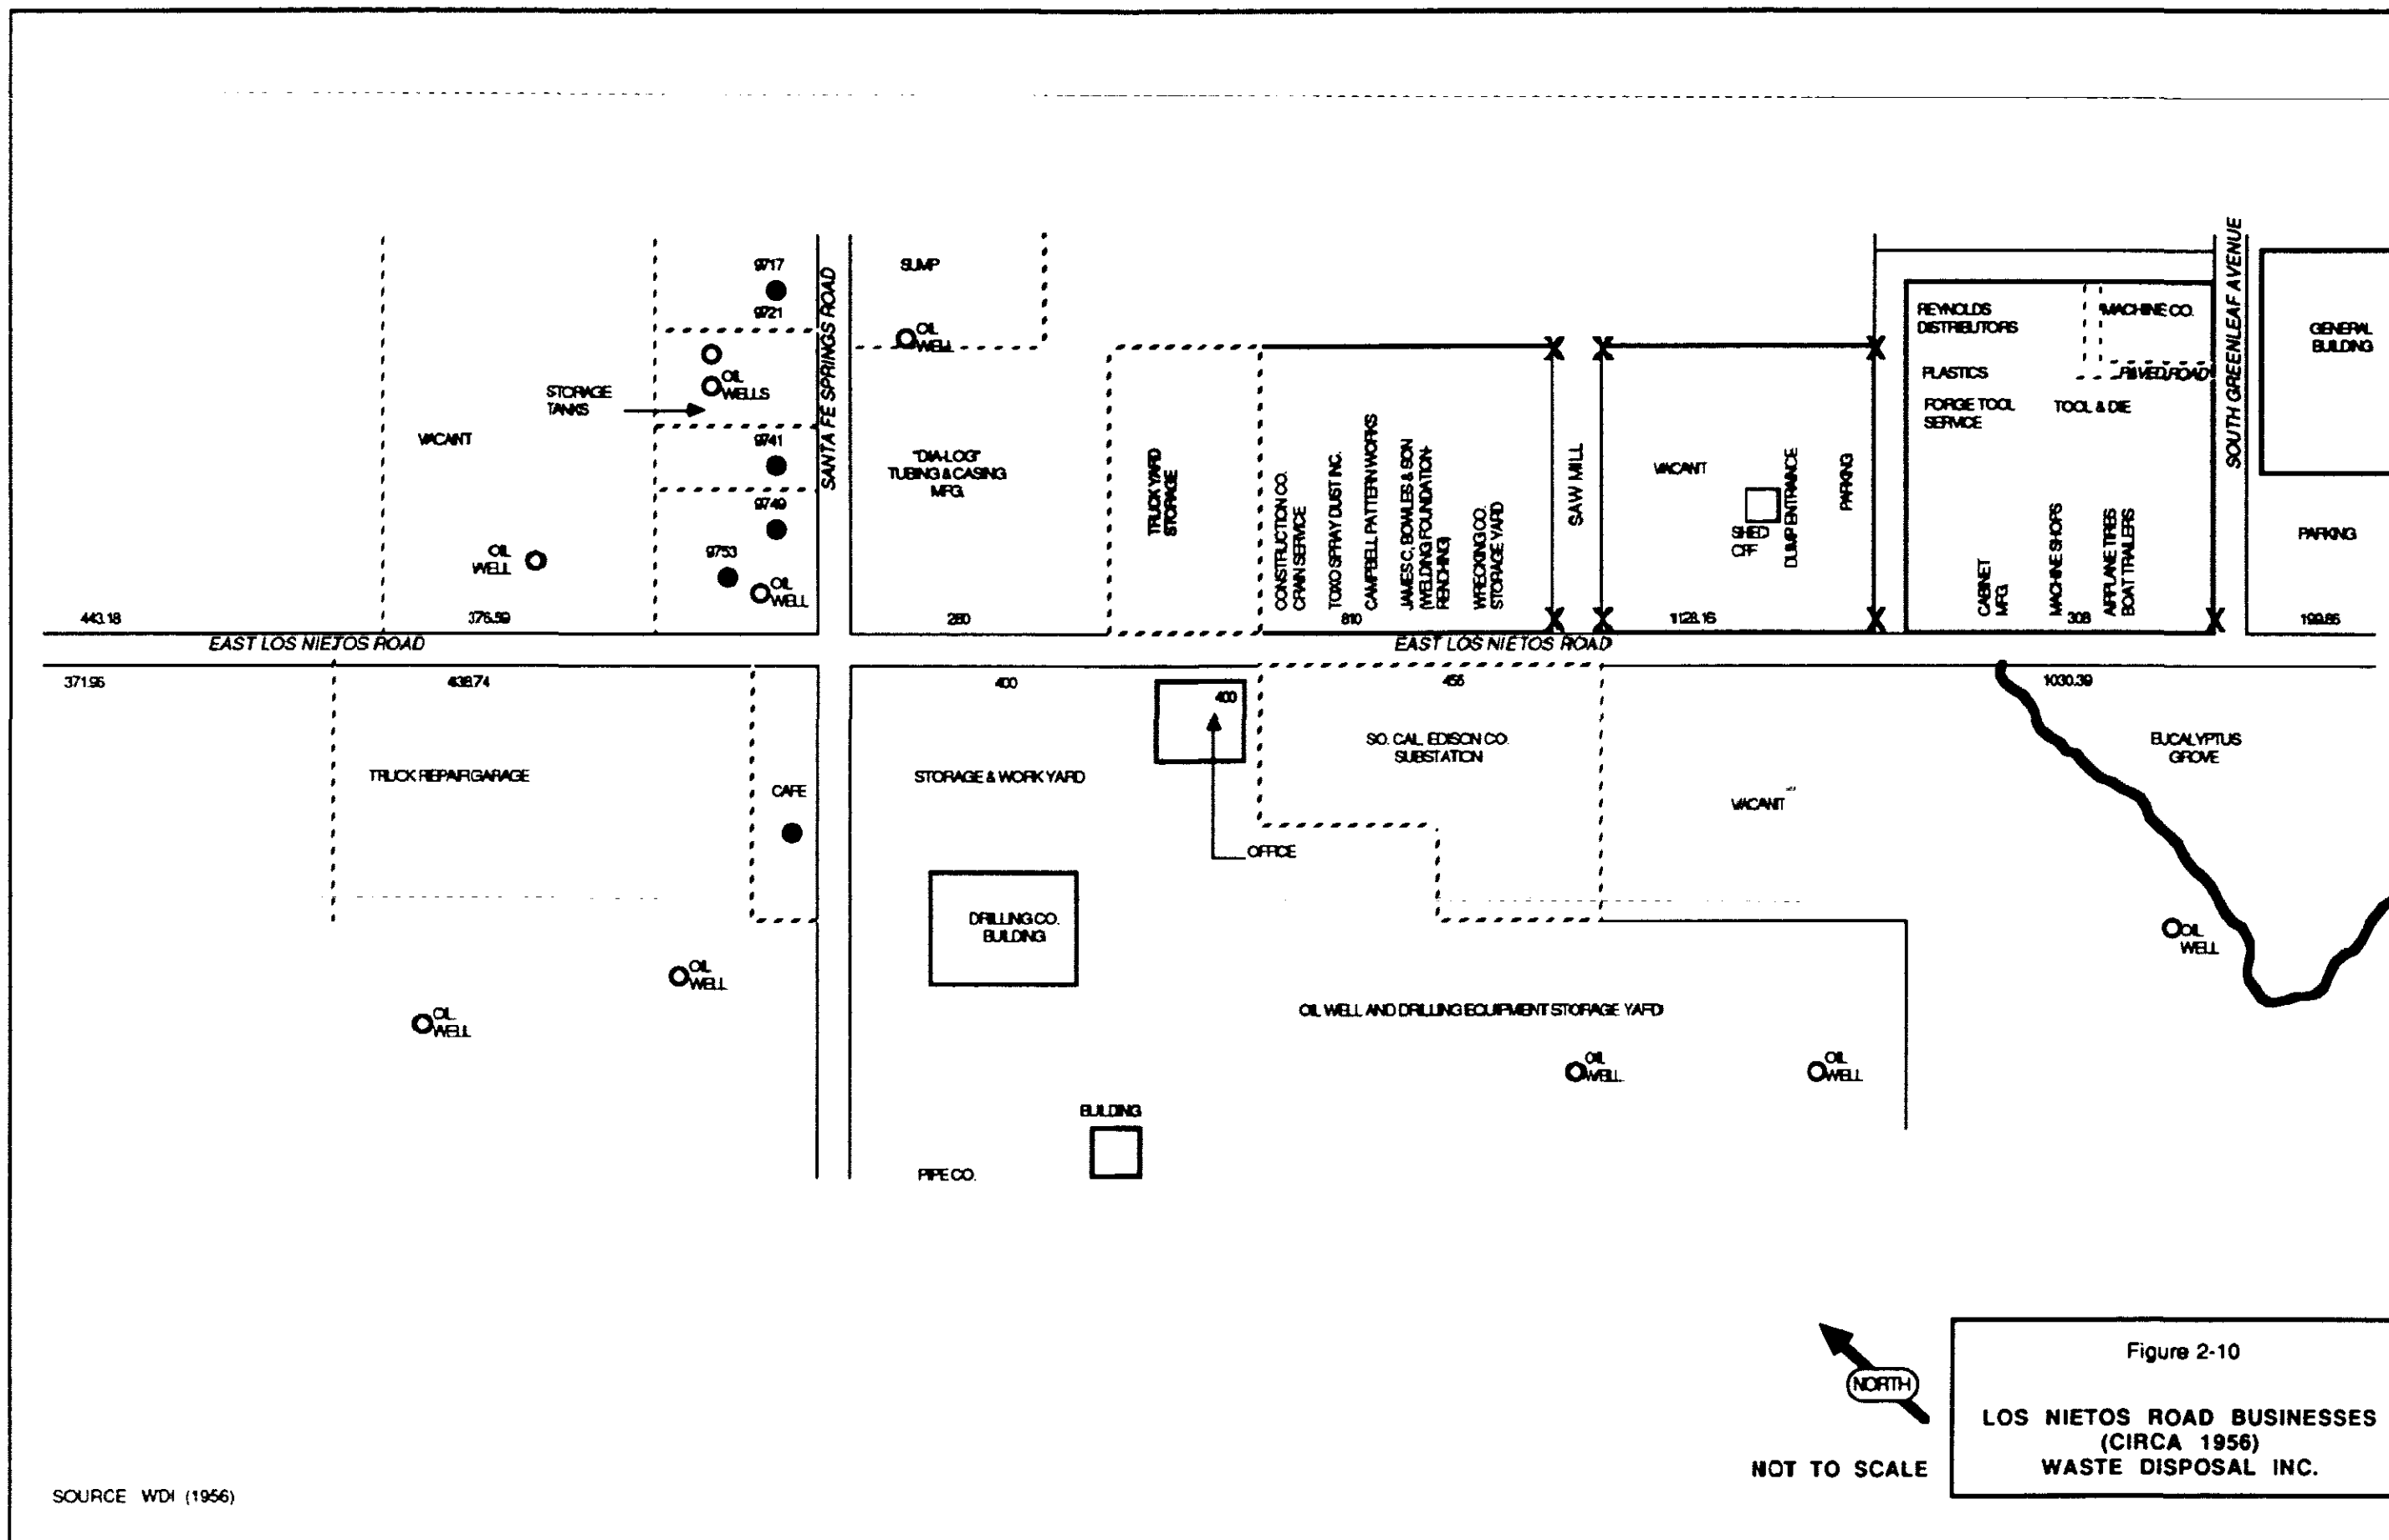 9717
9721
SANTA FE SPRINGS ROAD
SUMP
OIL
WELL
OIL
WELLS
STORAGE
TANKS
VACANT
9741
9749
9753
OIL
WELL
OIL
WELL
443.18
376.59
"DIA-LOG"
TUBING & CASING
MFG.
280
TRUCK YARD
STORAGE
CONSTRUCTION CO.
CRAIN SERVICE
TOXO SPRAY DUST INC.
CAMPBELL PATTERN WORKS
JAMES C, BOWLES & SON
(WELDING FOUNDATION-
RENCHING)
WRECKING CO.
STORAGE YARD
810
X
X
X
X
SAW MILL
VACANT
SHED
OFF
DUMP ENTRANCE
PARKING
1128.16
X
X
REYNOLDS
DISTRIBUTORS
MACHINE CO.
PLASTICS
PAVED ROAD
FORGE TOOL
SERVICE
TOOL & DIE
CABINET
MFG.
MACHINE SHOPS
AIRPLANE TIRES
BOAT TRAILERS
308
X
SOUTH GREENLEAF AVENUE
GENERAL
BUILDING
PARKING
199.86
EAST LOS NIETOS ROAD
EAST LOS NIETOS ROAD
371.96
438.74
400
400
455
1030.39
TRUCK REPAIR GARAGE
CAFE
STORAGE & WORK YARD
OFFICE
SO. CAL. EDISON CO.
SUBSTATION
VACANT
EUCALYPTUS
GROVE
DRILLING CO.
BUILDING
OIL
WELL
OIL
WELL
OIL
WELL
OIL WELL AND DRILLING EQUIPMENT STORAGE YARD
OIL
WELL
OIL
WELL
BUILDING
PIPE CO.
NORTH
NOT TO SCALE
Figure 2-10
LOS NIETOS ROAD BUSINESSES
(CIRCA 1956)
WASTE DISPOSAL INC.
SOURCE WDI (1956)